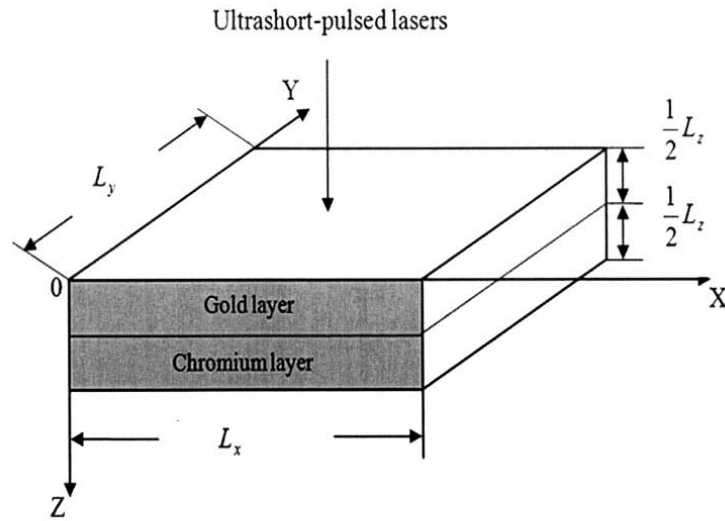 Ultrashort-pulsed lasers
Y
1/2 L_z
L_y
1/2 L_z
0
X
Gold layer
Chromium layer
L_x
Z